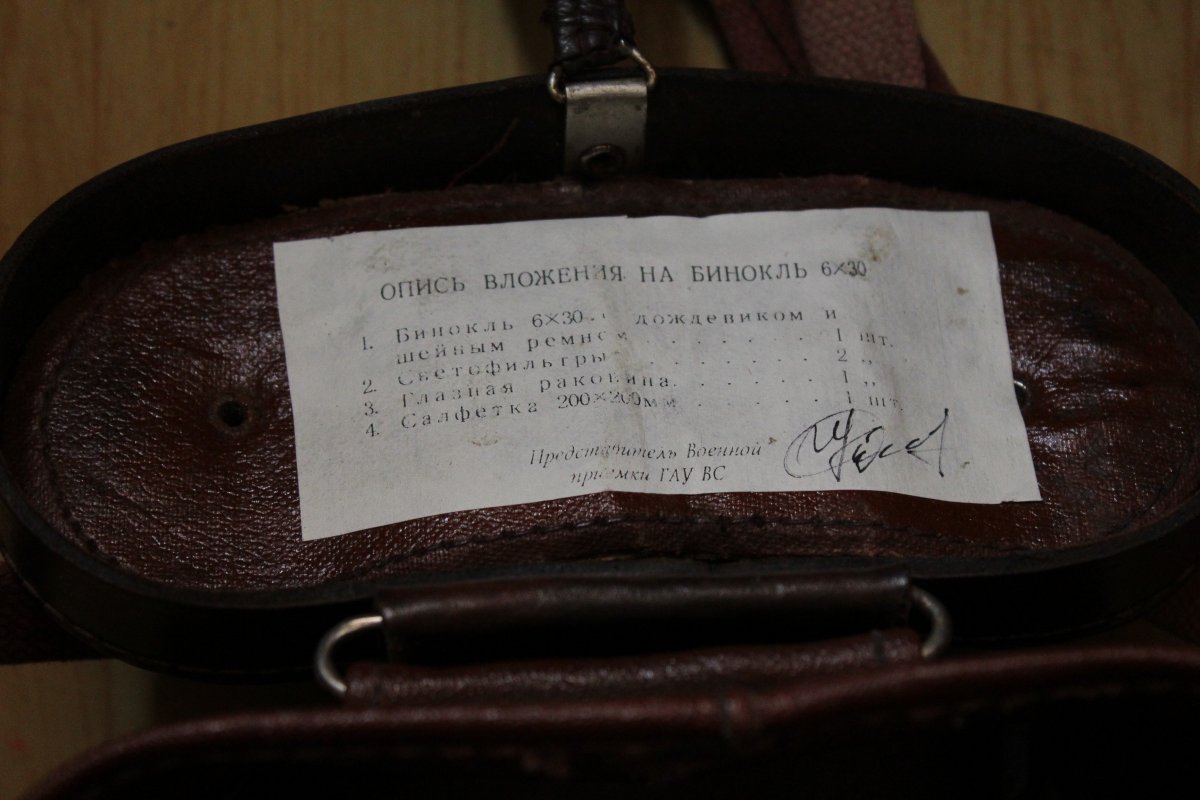 ОПИСЬ ВЛОЖЕНИЯ НА БИНОКЛЬ 6×30
1. Бинокль 6×30 с дождевиком и
шейным ремнем . . . . . . . 1 шт.
2. Светофильтры . . . . . . . 2 „
3. Глазная раковина. . . . . . 1 „
4. Салфетка 200×200мм . . . . . . 1 шт.
Представитель Военной
приемки ГАУ ВС